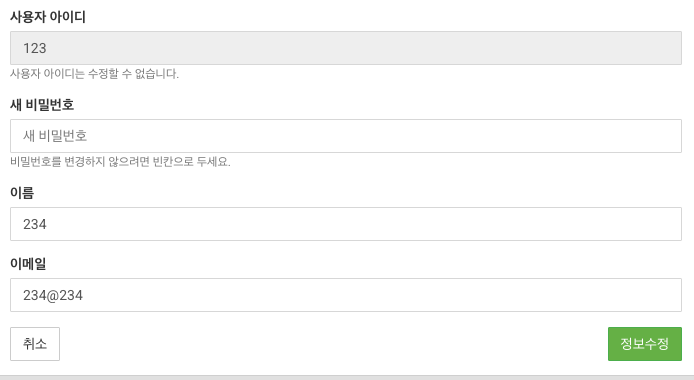 사용자 아이디
123
사용자 아이디는 수정할 수 없습니다.
새 비밀번호
새 비밀번호
비밀번호를 변경하지 않으려면 빈칸으로 두세요.
이름
234
이메일
234@234
취소
정보수정